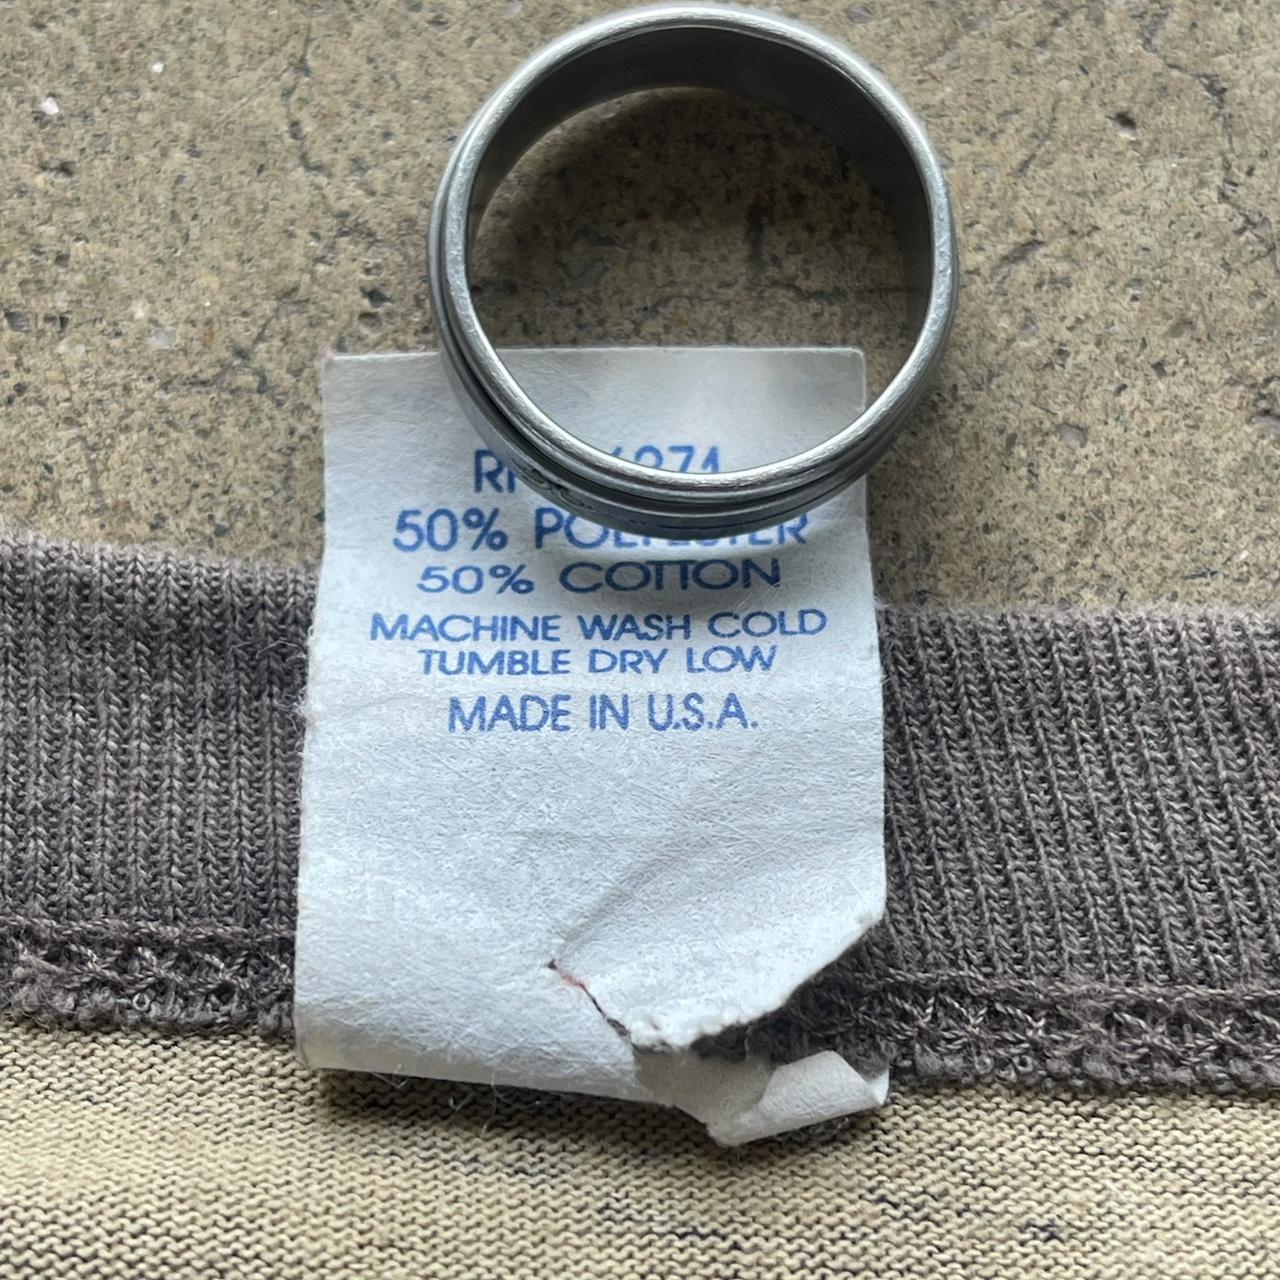 50% POLYESTER
50% COTTON
MACHINE WASH COLD
TUMBLE DRY LOW
MADE IN U.S.A.